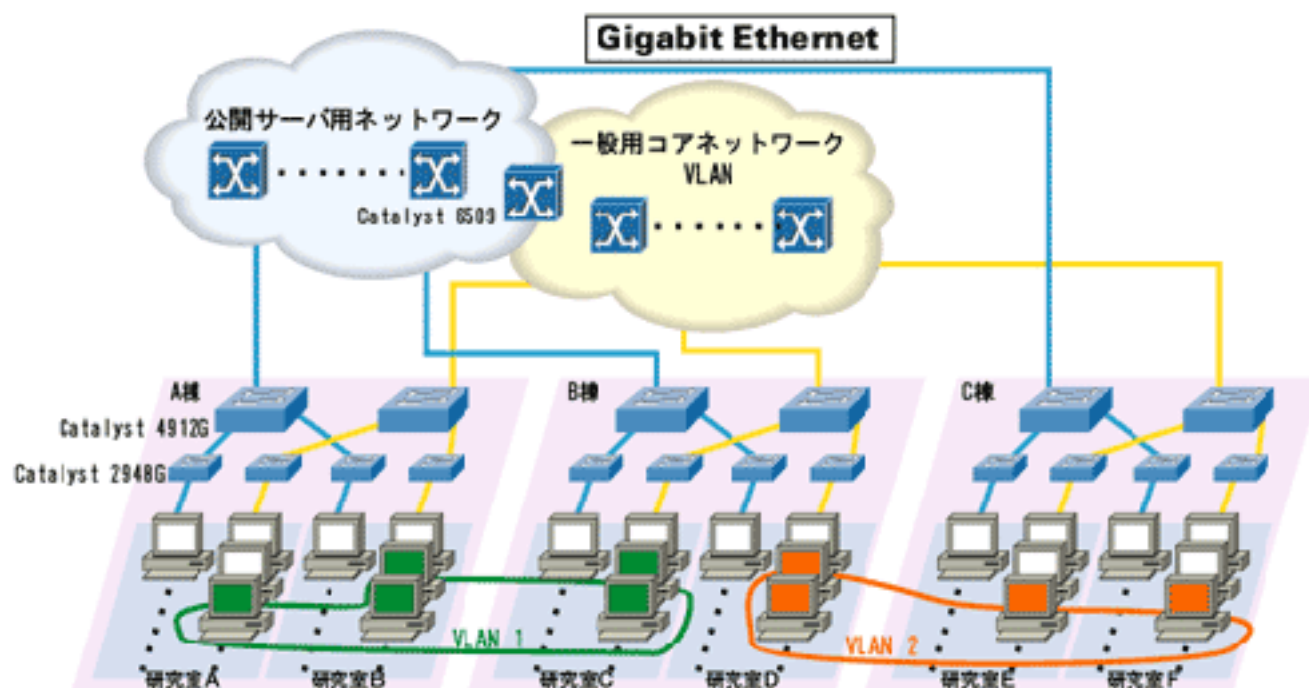 Gigabit Ethernet
公開サーバ用ネットワーク
一般用コアネットワーク
VLAN
Catalyst 6509
A棟
B棟
C棟
Catalyst 4912G
Catalyst 2948G
VLAN 1
VLAN 2
研究室A
研究室B
研究室C
研究室D
研究室E
研究室F